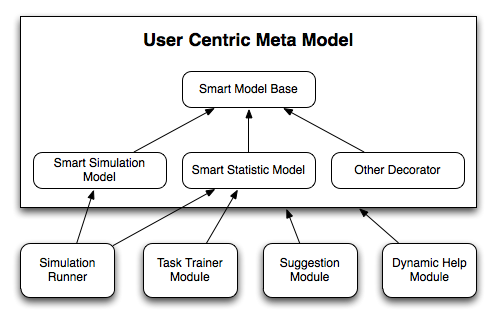 User Centric Meta Model
Smart Model Base
Smart Simulation
Model
Smart Statistic Model
Other Decorator
Simulation
Runner
Task Trainer
Module
Suggestion
Module
Dynamic Help
Module